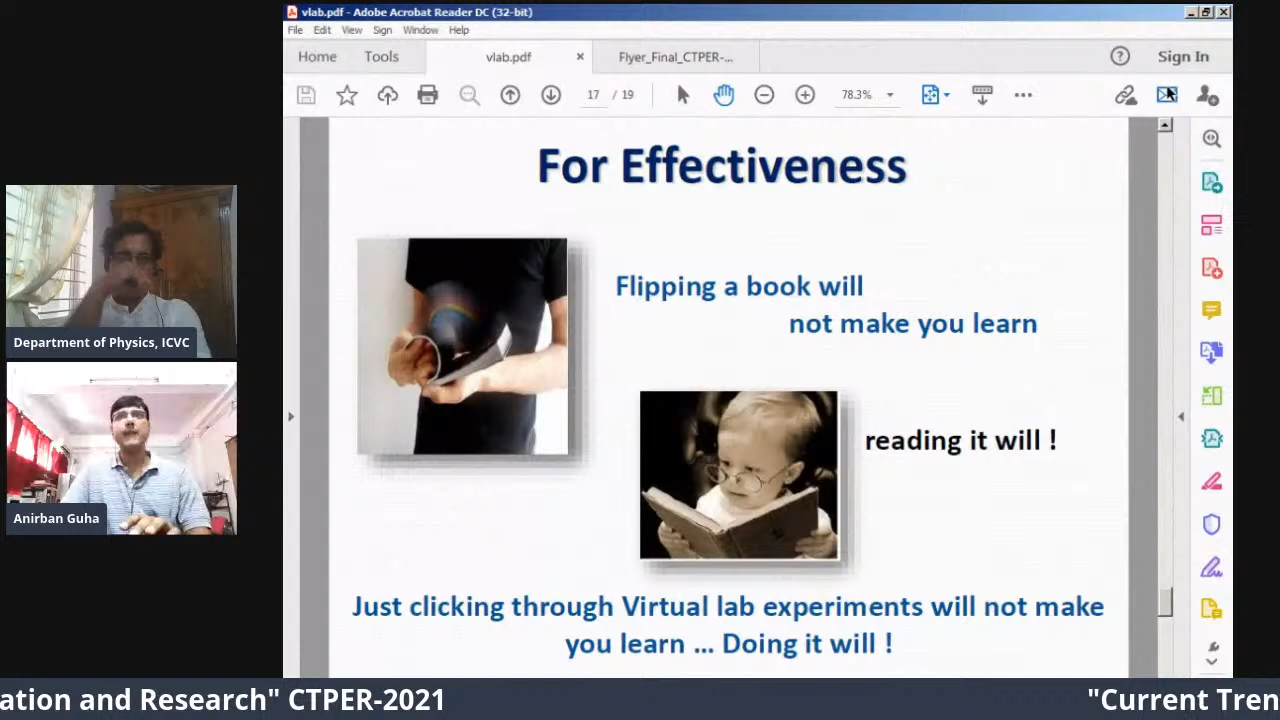 vlab.pdf - Adobe Acrobat Reader DC (32-bit)
File Edit View Sign Window Help
Home Tools vlab.pdf × Flyer_Final_CTPER-... ? Sign In
17 / 19 78.3%
For Effectiveness
Flipping a book will
not make you learn
reading it will !
Just clicking through Virtual lab experiments will not make
you learn ... Doing it will !
Department of Physics, ICVC
Anirban Guha
ation and Research" CTPER-2021 "Current Tren